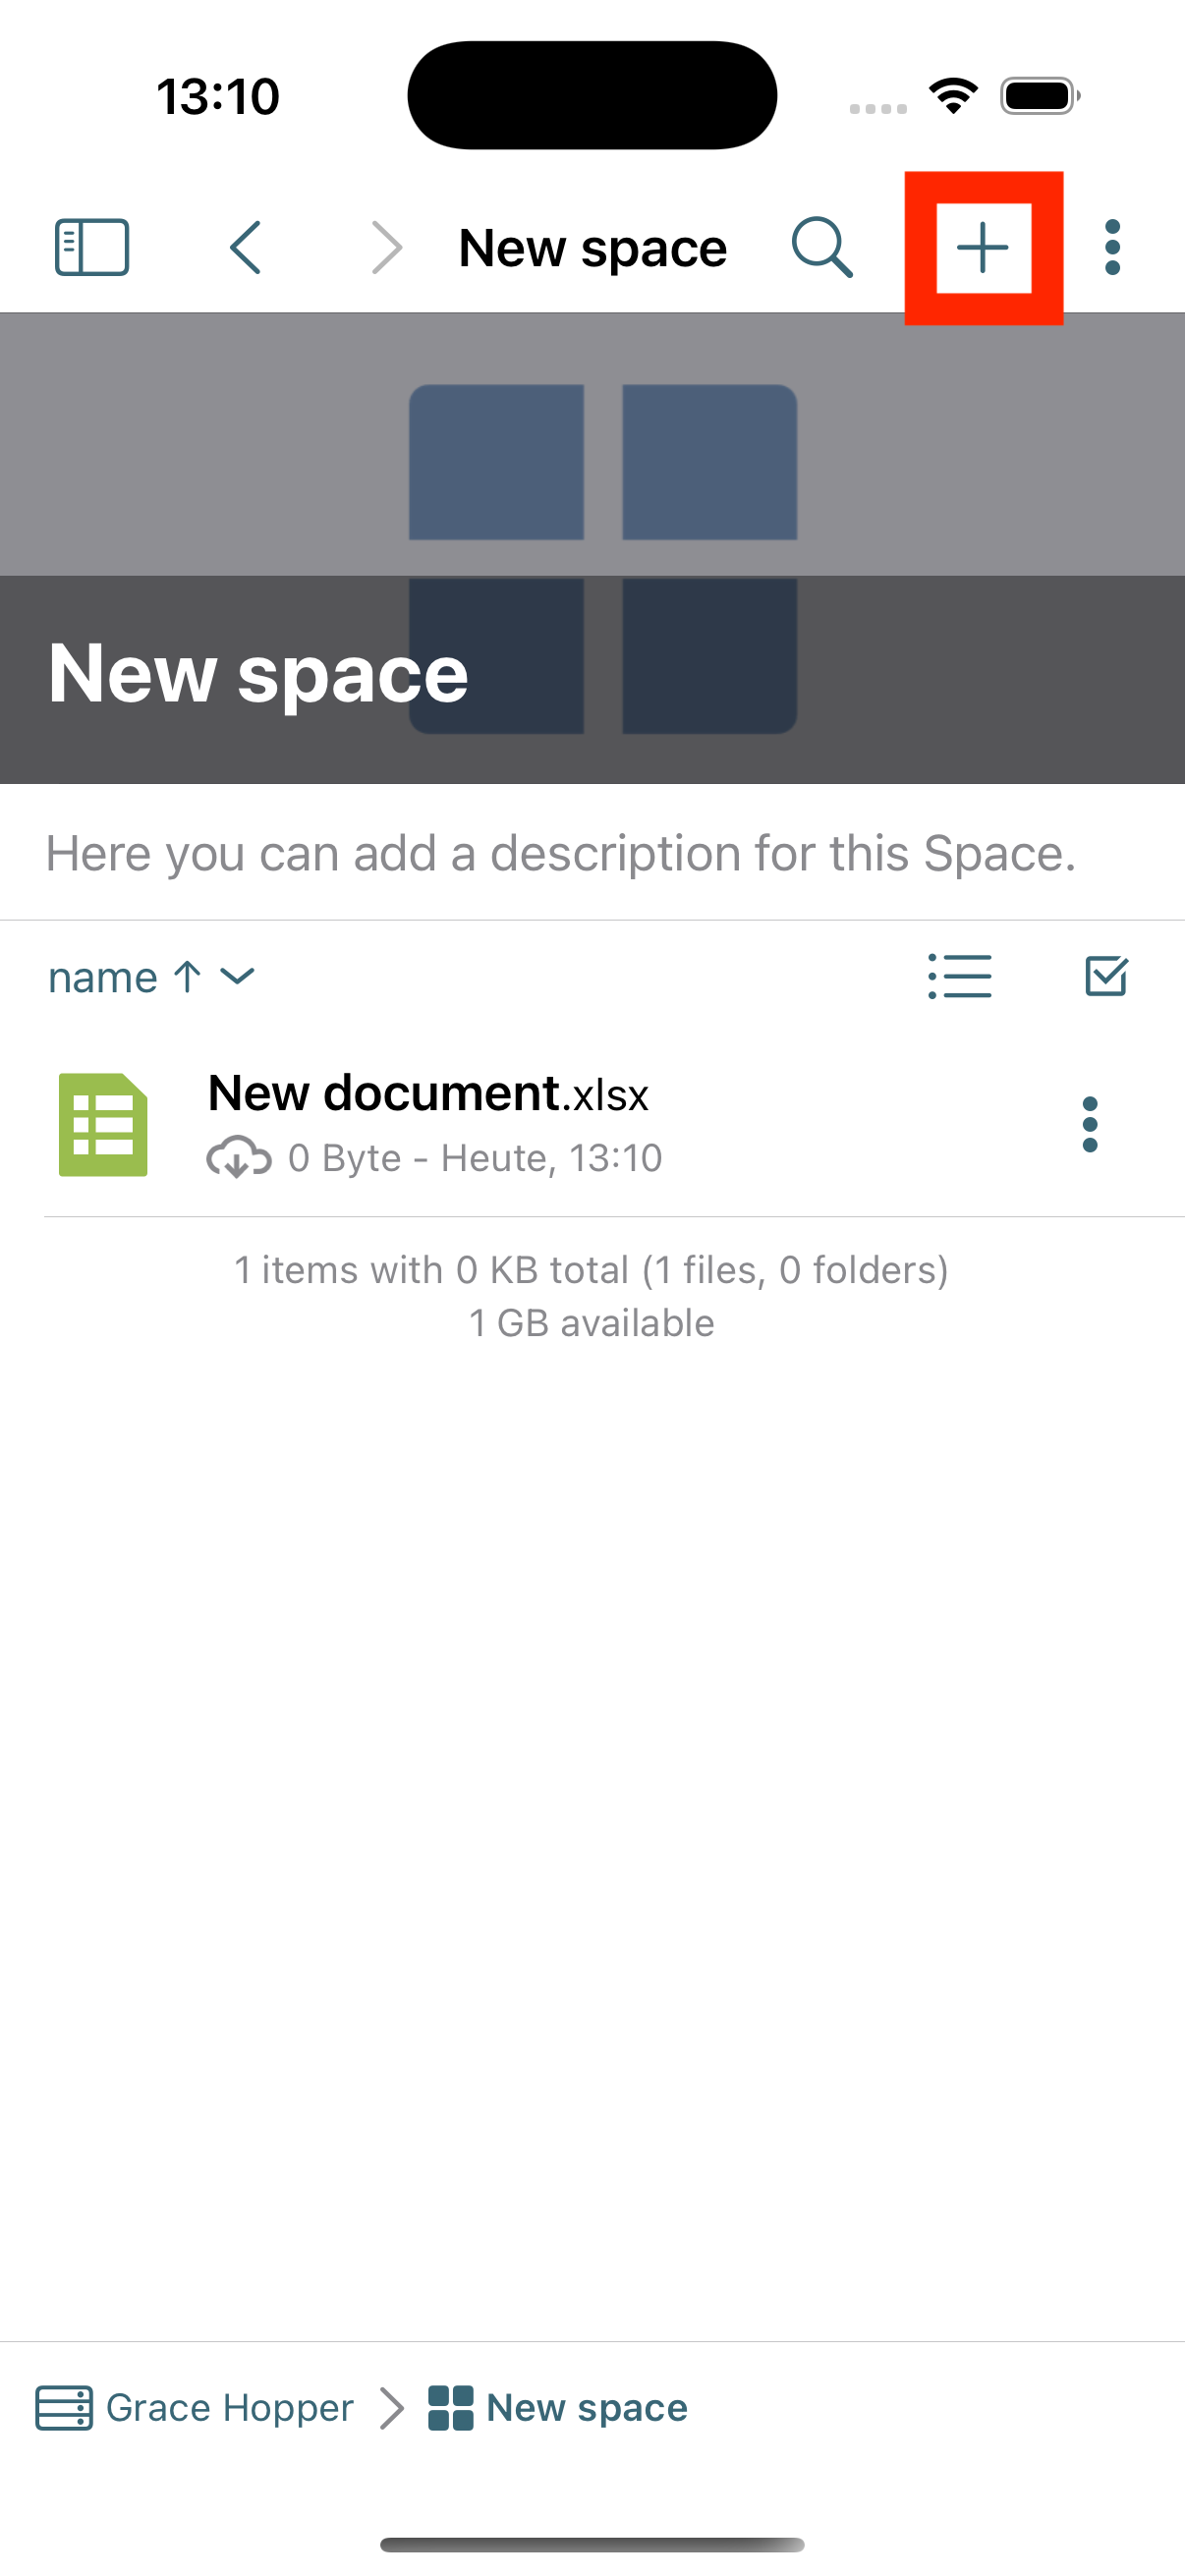 13:10
New space
New space
Here you can add a description for this Space.
name
New document.xlsx
0 Byte - Heute, 13:10
1 items with 0 KB total (1 files, 0 folders)
1 GB available
Grace Hopper New space